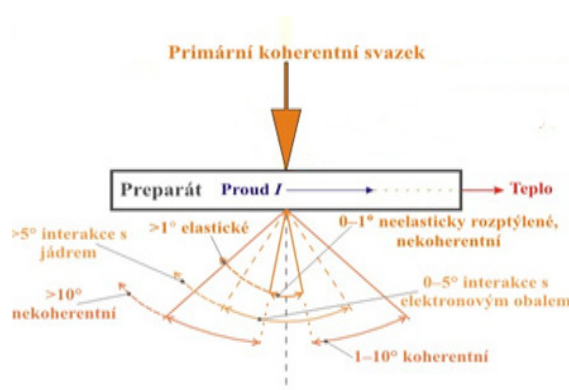 Primární koherentní svazek
Preparát Proud I Teplo
>1° elastické
0–1° neelasticky rozptýlené,
nekoherentní
>5° interakce s
jádrem
>10°
nekoherentní
0–5° interakce s
elektronovým obalem
1–10° koherentní